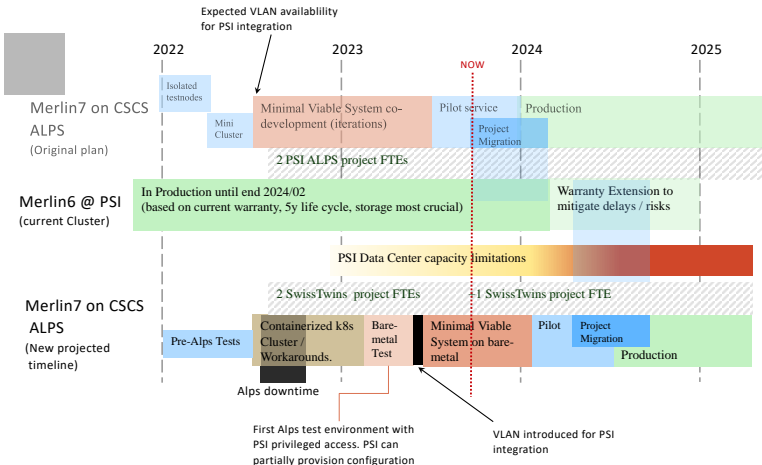 Expected VLAN availablility
for PSI integration
2022
2023
2024
2025
NOW
Isolated
testnodes
Mini
Cluster
Minimal Viable System co-
development (iterations)
Pilot service
Production
Project
Migration
Merlin7 on CSCS
ALPS
(Original plan)
2 PSI ALPS project FTEs
Merlin6 @ PSI
(current Cluster)
In Production until end 2024/02
(based on current warranty, 5y life cycle, storage most crucial)
Warranty Extension to
mitigate delays / risks
PSI Data Center capacity limitations
2 SwissTwins project FTEs
+1 SwissTwins project FTE
Merlin7 on CSCS
ALPS
(New projected
timeline)
Pre-Alps Tests
Containerized k8s
Cluster /
Workarounds.
Bare-
metal
Test
Minimal Viable
System on bare-
metal
Pilot
Project
Migration
Production
Alps downtime
First Alps test environment with
PSI privileged access. PSI can
partially provision configuration
VLAN introduced for PSI
integration